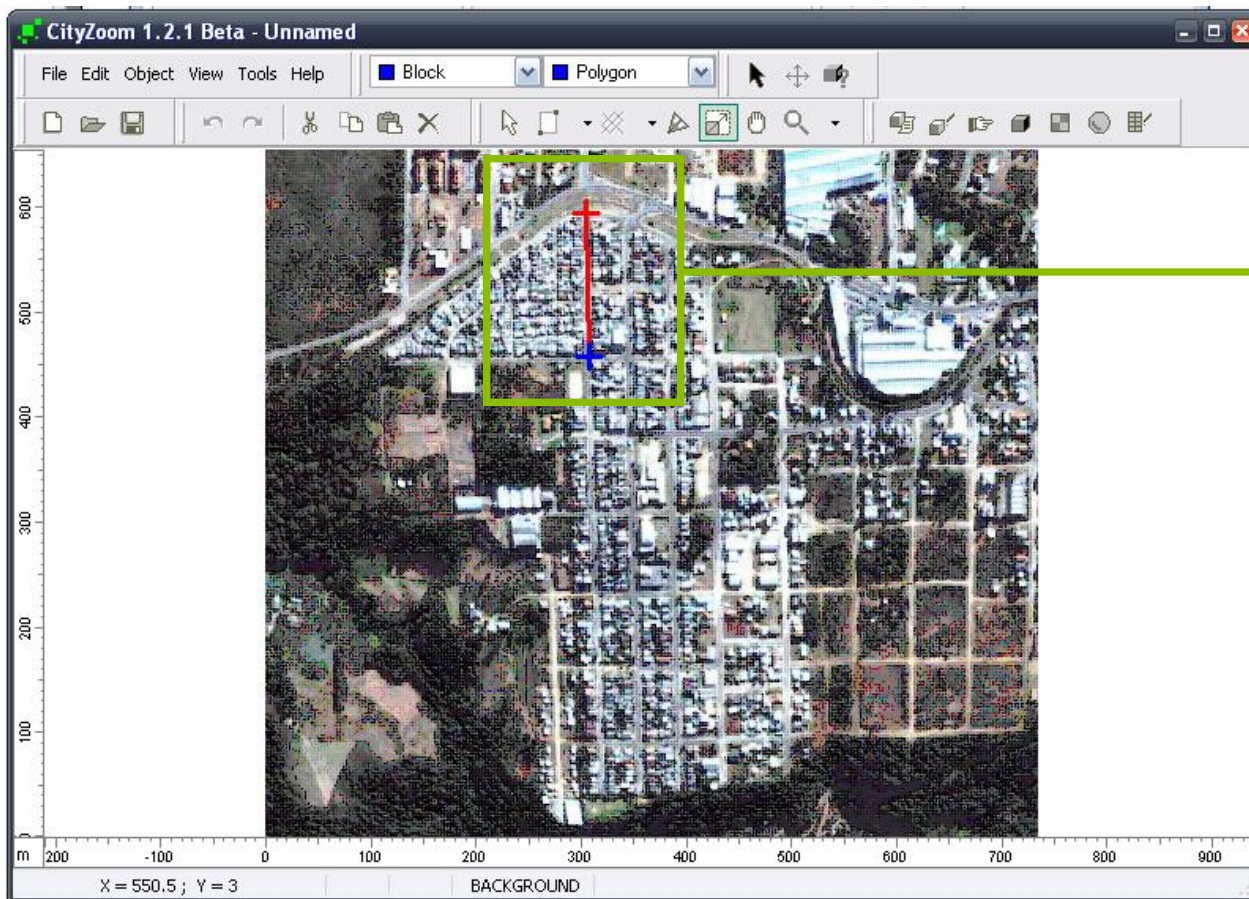 CityZoom 1.2.1 Beta - Unnamed
File Edit Object View Tools Help
Block
Polygon
600
500
400
300
200
100
0
m 200 -100 0 100 200 300 400 500 600 700 800 900
X = 550.5 ; Y = 3
BACKGROUND